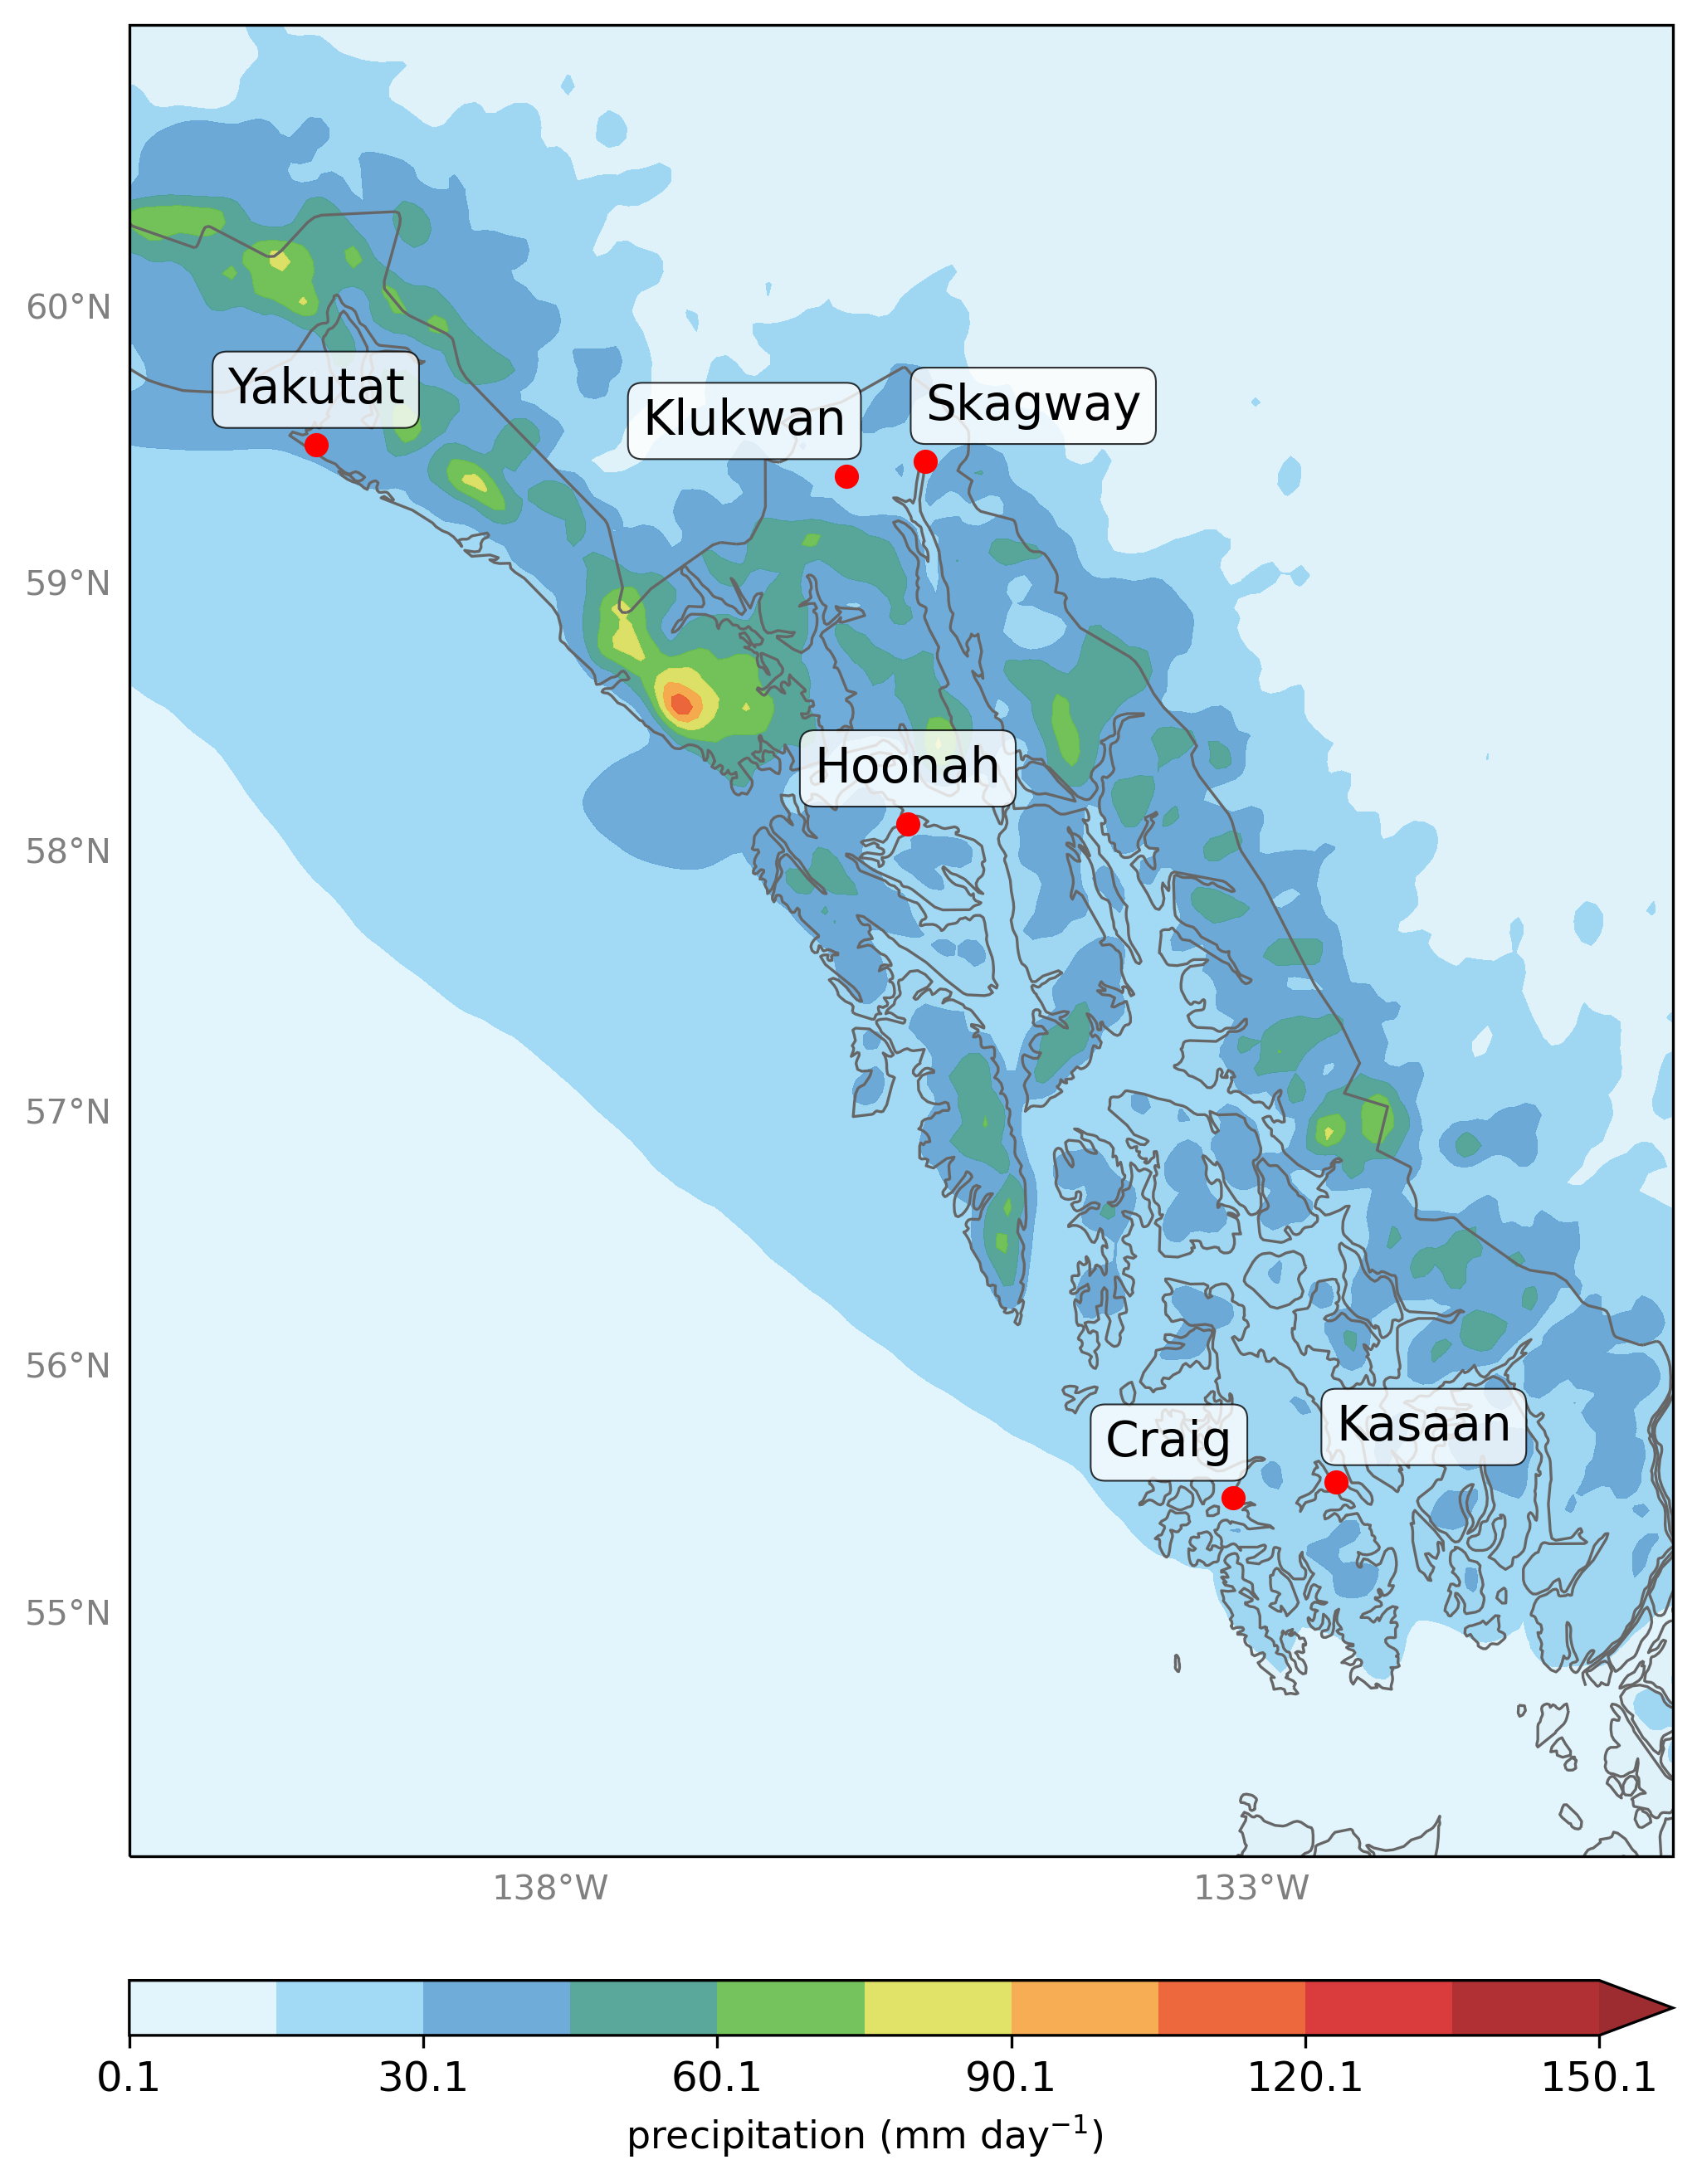 60°N
59°N
58°N
57°N
56°N
55°N
Yakutat
Klukwan
Skagway
Hoonah
Craig
Kasaan
138°W 133°W
0.1 30.1 60.1 90.1 120.1 150.1
precipitation (mm day⁻¹)